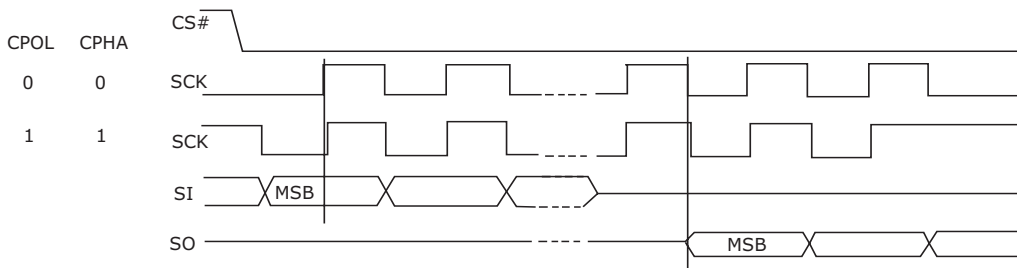 CS#
CPOL CPHA
0 0 SCK
1 1 SCK
SI MSB
SO MSB